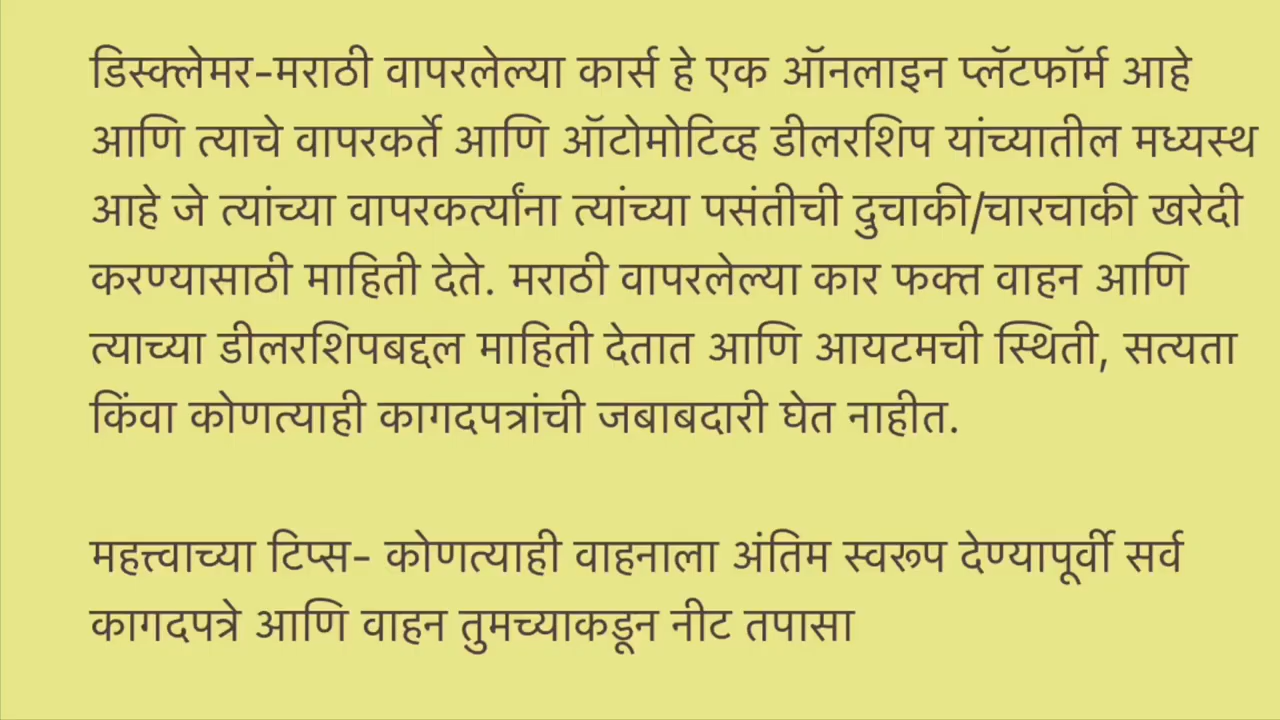 डिस्क्लेमर-मराठी वापरलेल्या कार्स हे एक ऑनलाइन प्लॅटफॉर्म आहे
आणि त्याचे वापरकर्ते आणि ऑटोमोटिव्ह डीलरशिप यांच्यातील मध्यस्थ
आहे जे त्यांच्या वापरकर्त्यांना त्यांच्या पसंतीची दुचाकी/चारचाकी खरेदी
करण्यासाठी माहिती देते. मराठी वापरलेल्या कार फक्त वाहन आणि
त्याच्या डीलरशिपबद्दल माहिती देतात आणि आयटमची स्थिती, सत्यता
किंवा कोणत्याही कागदपत्रांची जबाबदारी घेत नाहीत.
महत्त्वाच्या टिप्स- कोणत्याही वाहनाला अंतिम स्वरूप देण्यापूर्वी सर्व
कागदपत्रे आणि वाहन तुमच्याकडून नीट तपासा